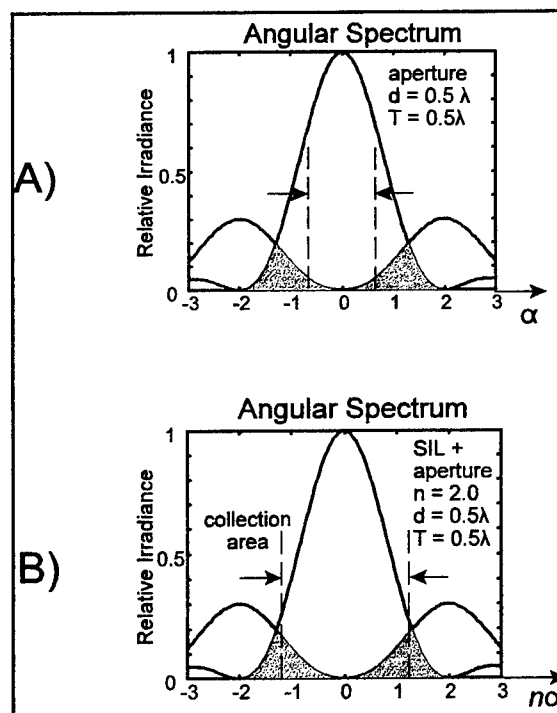 A)
Angular Spectrum
Relative Irradiance
1
0.5
0
aperture
d = 0.5 λ
T = 0.5λ
-3 -2 -1 0 1 2 3
α
B)
Angular Spectrum
Relative Irradiance
1
0.5
0
collection
area
SIL +
aperture
n = 2.0
d = 0.5λ
T = 0.5λ
-3 -2 -1 0 1 2 3